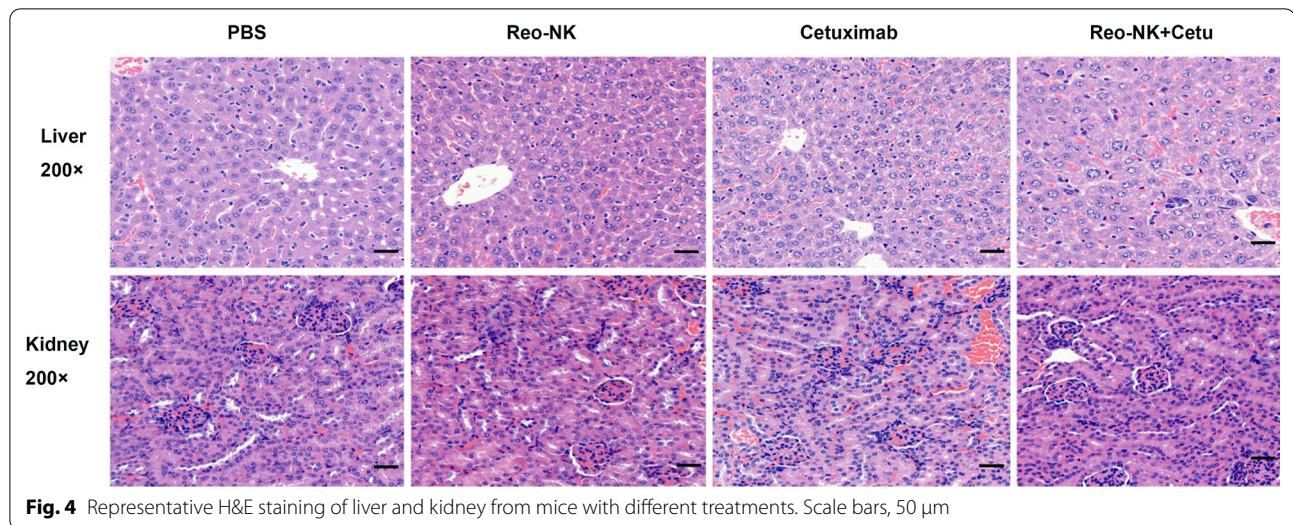 PBS Reo-NK Cetuximab Reo-NK+Cetu
Liver
200×
Kidney
200×
Fig. 4 Representative H&E staining of liver and kidney from mice with different treatments. Scale bars, 50 μm